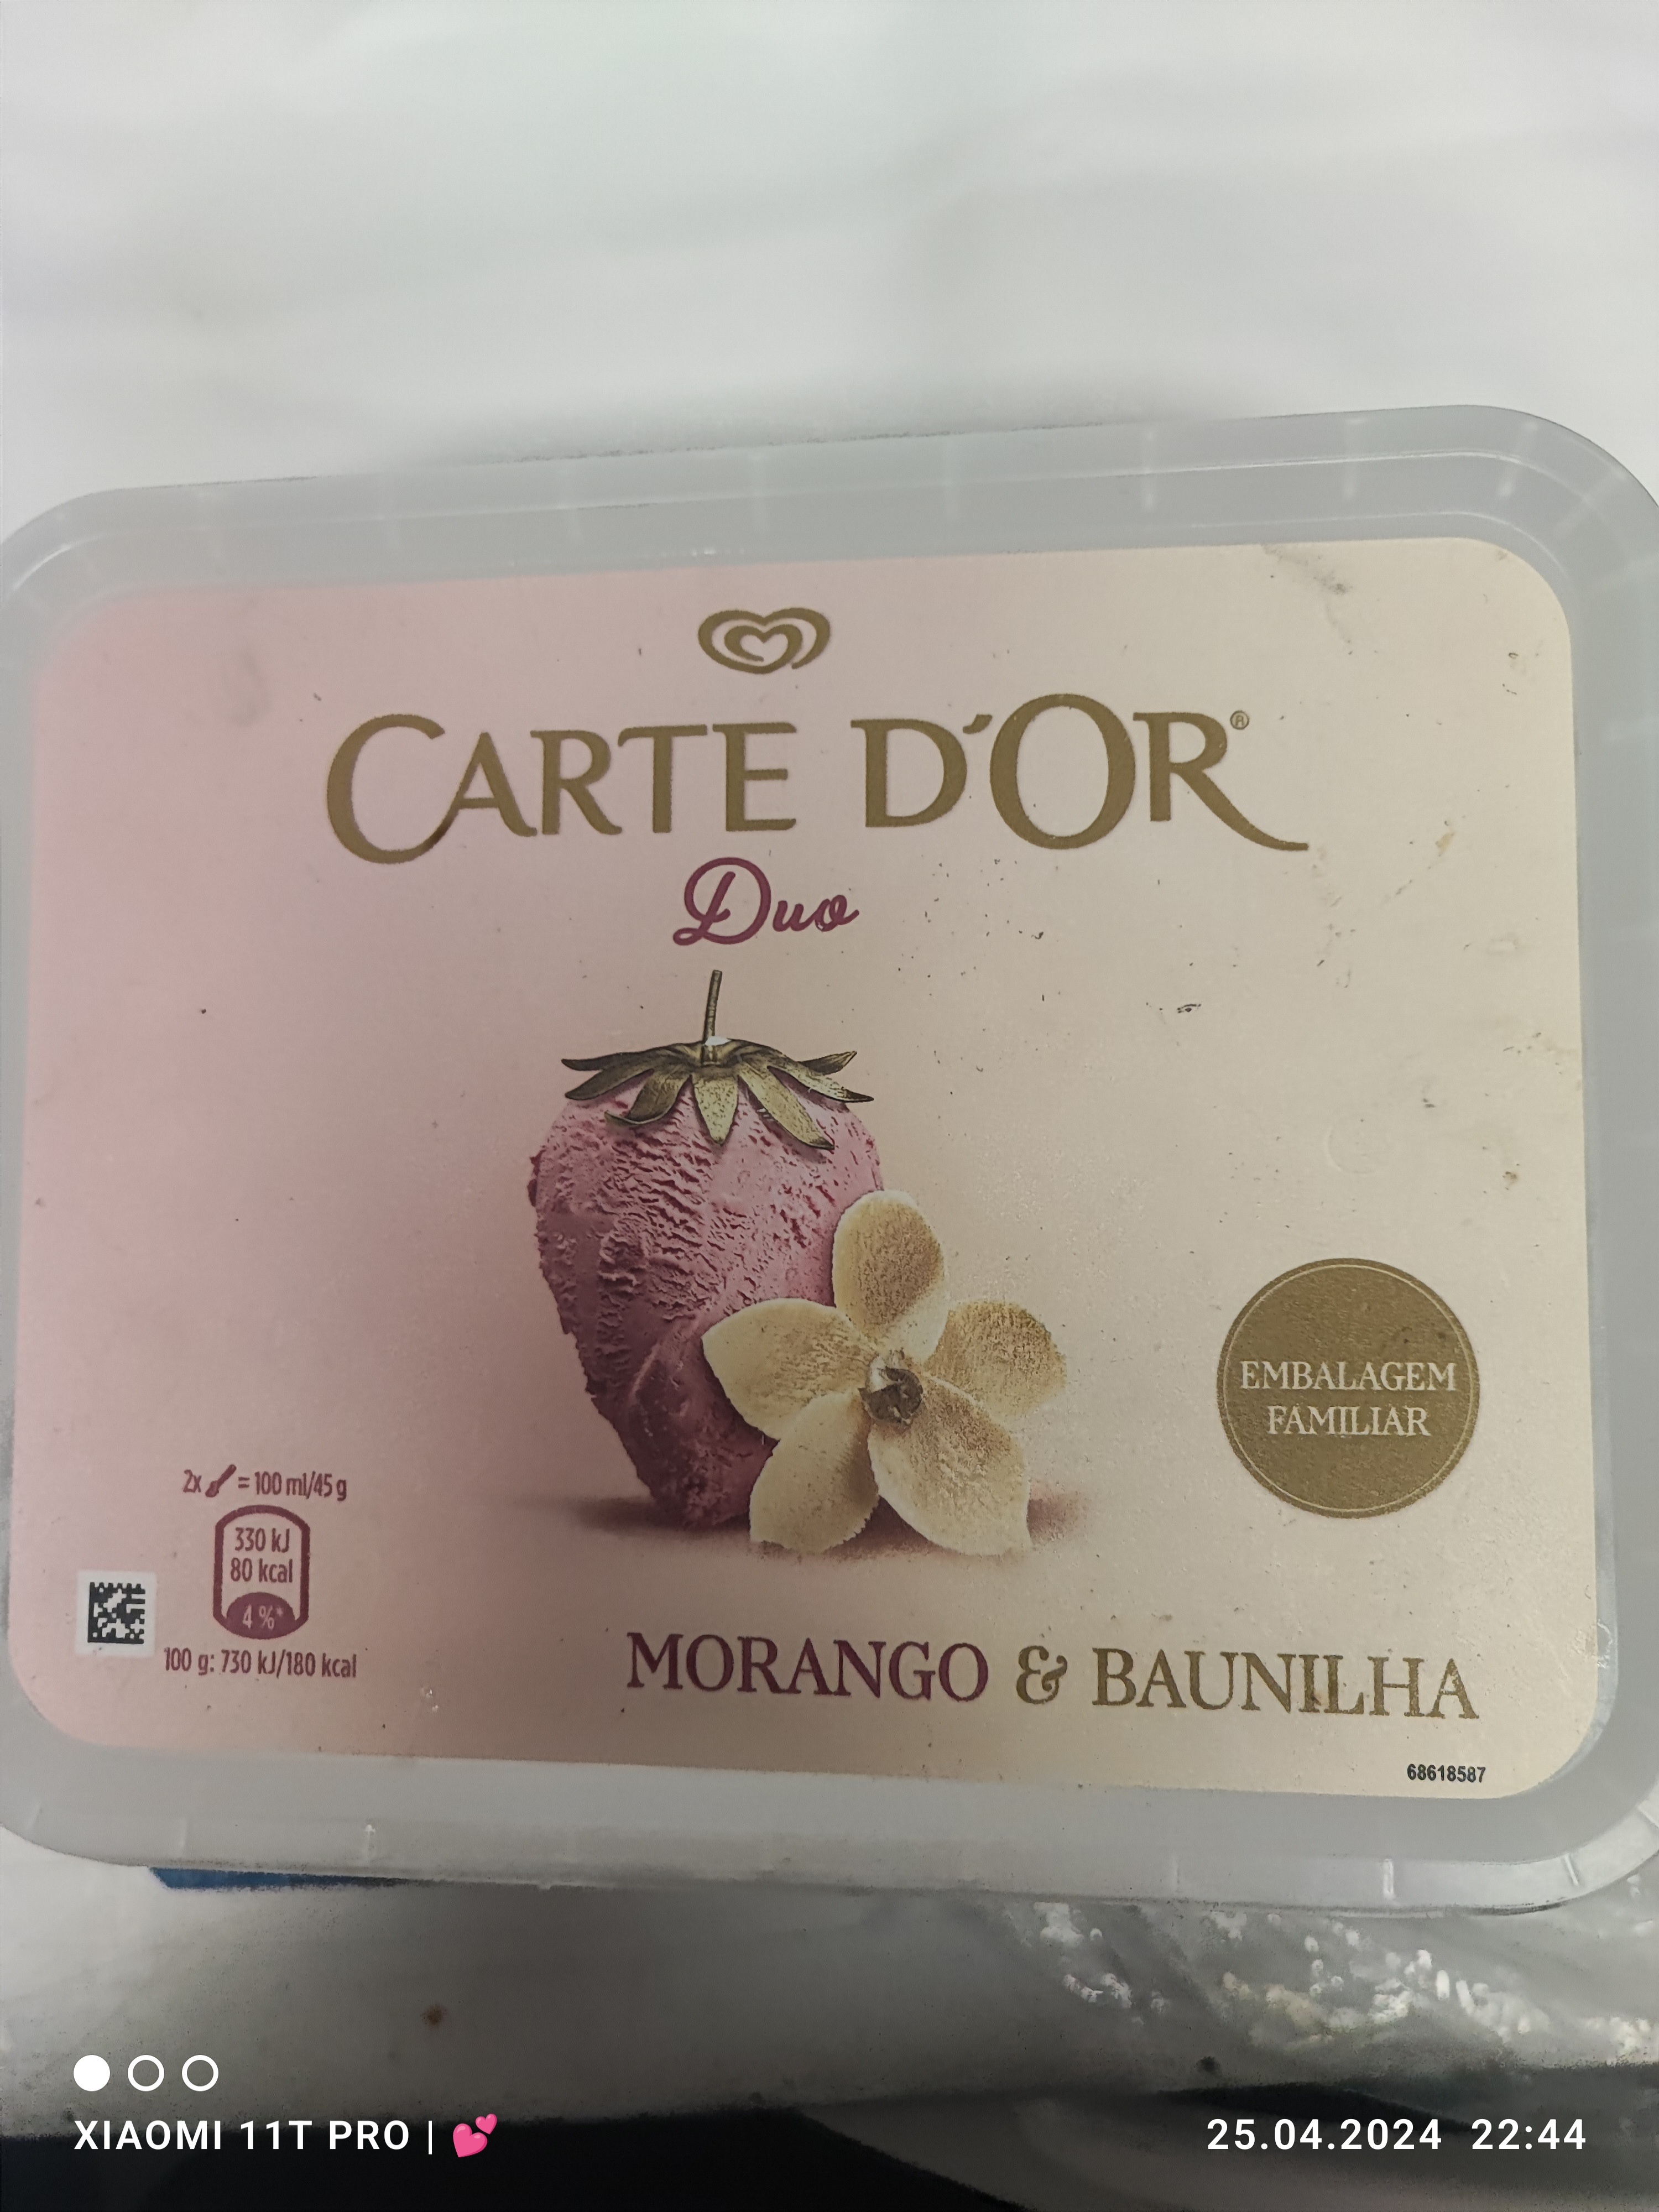 CARTE D'OR®
Duo
EMBALAGEM
FAMILIAR
2x = 100 ml/45 g
330 kJ
80 kcal
4 %*
100 g: 730 kJ/180 kcal
MORANGO & BAUNILHA
68618587
XIAOMI 11T PRO | 💕
25.04.2024 22:44